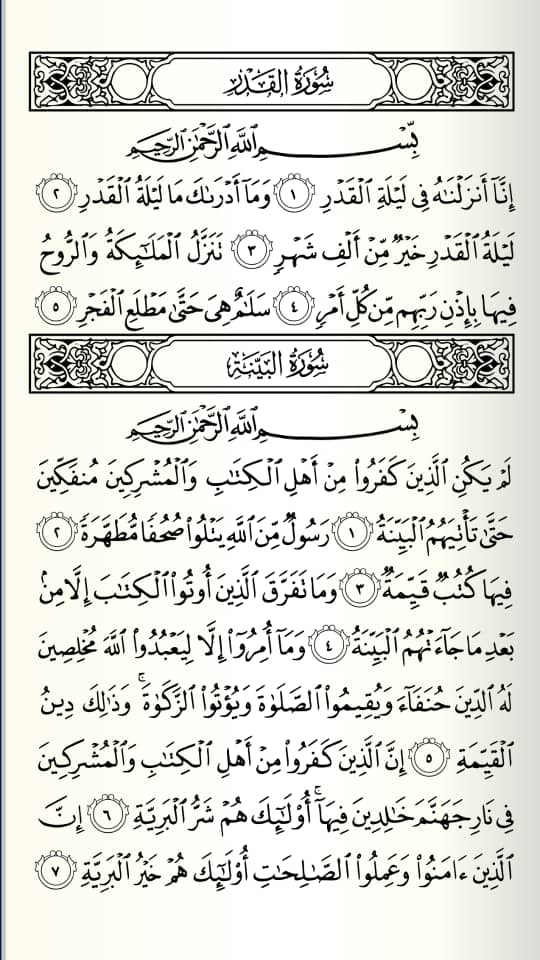 سُورَةُ القَدْرِ
بِّسْمِ ٱللَّهِ ٱلرَّحْمَٰنِ ٱلرَّحِيمِ
إِنَّآ أَنزَلْنَٰهُ فِى لَيْلَةِ ٱلْقَدْرِ ١ وَمَآ أَدْرَىٰكَ مَا لَيْلَةُ ٱلْقَدْرِ ٢
لَيْلَةُ ٱلْقَدْرِ خَيْرٌ مِّنْ أَلْفِ شَهْرٍ ٣ تَنَزَّلُ ٱلْمَلَٰٓئِكَةُ وَٱلرُّوحُ
فِيهَا بِإِذْنِ رَبِّهِم مِّن كُلِّ أَمْرٍ ٤ سَلَٰمٌ هِىَ حَتَّىٰ مَطْلَعِ ٱلْفَجْرِ ٥
سُورَةُ البَيِّنَةِ
بِسْمِ ٱللَّهِ ٱلرَّحْمَٰنِ ٱلرَّحِيمِ
لَمْ يَكُنِ ٱلَّذِينَ كَفَرُوا۟ مِنْ أَهْلِ ٱلْكِتَٰبِ وَٱلْمُشْرِكِينَ مُنفَكِّينَ
حَتَّىٰ تَأْتِيَهُمُ ٱلْبَيِّنَةُ ١ رَسُولٌ مِّنَ ٱللَّهِ يَتْلُوا۟ صُحُفًا مُّطَهَّرَةً ٢
فِيهَا كُتُبٌ قَيِّمَةٌ ٣ وَمَا تَفَرَّقَ ٱلَّذِينَ أُوتُوا۟ ٱلْكِتَٰبَ إِلَّا مِنۢ
بَعْدِ مَا جَآءَتْهُمُ ٱلْبَيِّنَةُ ٤ وَمَآ أُمِرُوٓا۟ إِلَّا لِيَعْبُدُوا۟ ٱللَّهَ مُخْلِصِينَ
لَهُ ٱلدِّينَ حُنَفَآءَ وَيُقِيمُوا۟ ٱلصَّلَوٰةَ وَيُؤْتُوا۟ ٱلزَّكَوٰةَ ۚ وَذَٰلِكَ دِينُ
ٱلْقَيِّمَةِ ٥ إِنَّ ٱلَّذِينَ كَفَرُوا۟ مِنْ أَهْلِ ٱلْكِتَٰبِ وَٱلْمُشْرِكِينَ
فِى نَارِ جَهَنَّمَ خَٰلِدِينَ فِيهَآ ۚ أُو۟لَٰٓئِكَ هُمْ شَرُّ ٱلْبَرِيَّةِ ٦ إِنَّ
ٱلَّذِينَ ءَامَنُوا۟ وَعَمِلُوا۟ ٱلصَّٰلِحَٰتِ أُو۟لَٰٓئِكَ هُمْ خَيْرُ ٱلْبَرِيَّةِ ٧